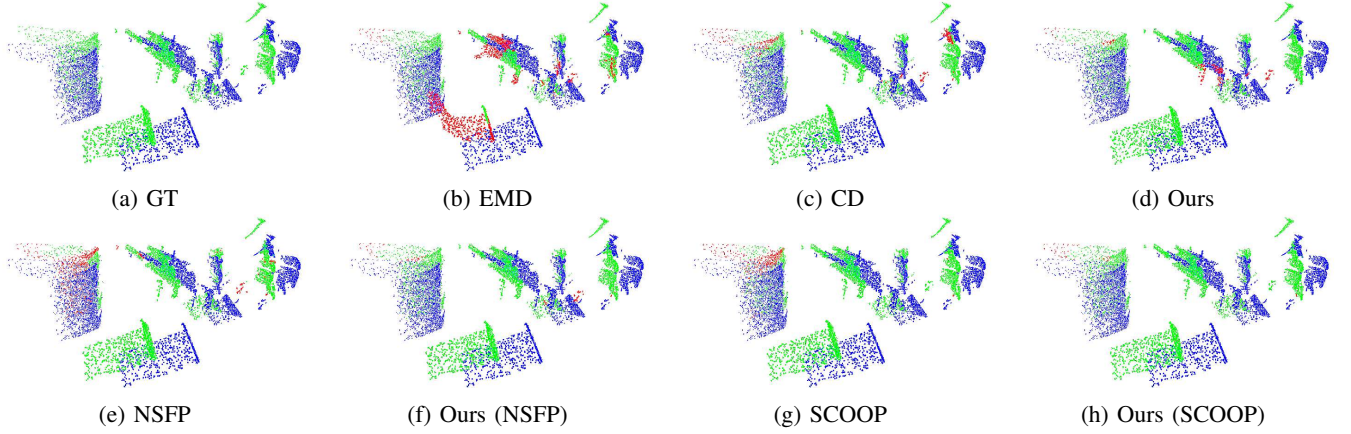 (a) GT
(b) EMD
(c) CD
(d) Ours
(e) NSFP
(f) Ours (NSFP)
(g) SCOOP
(h) Ours (SCOOP)